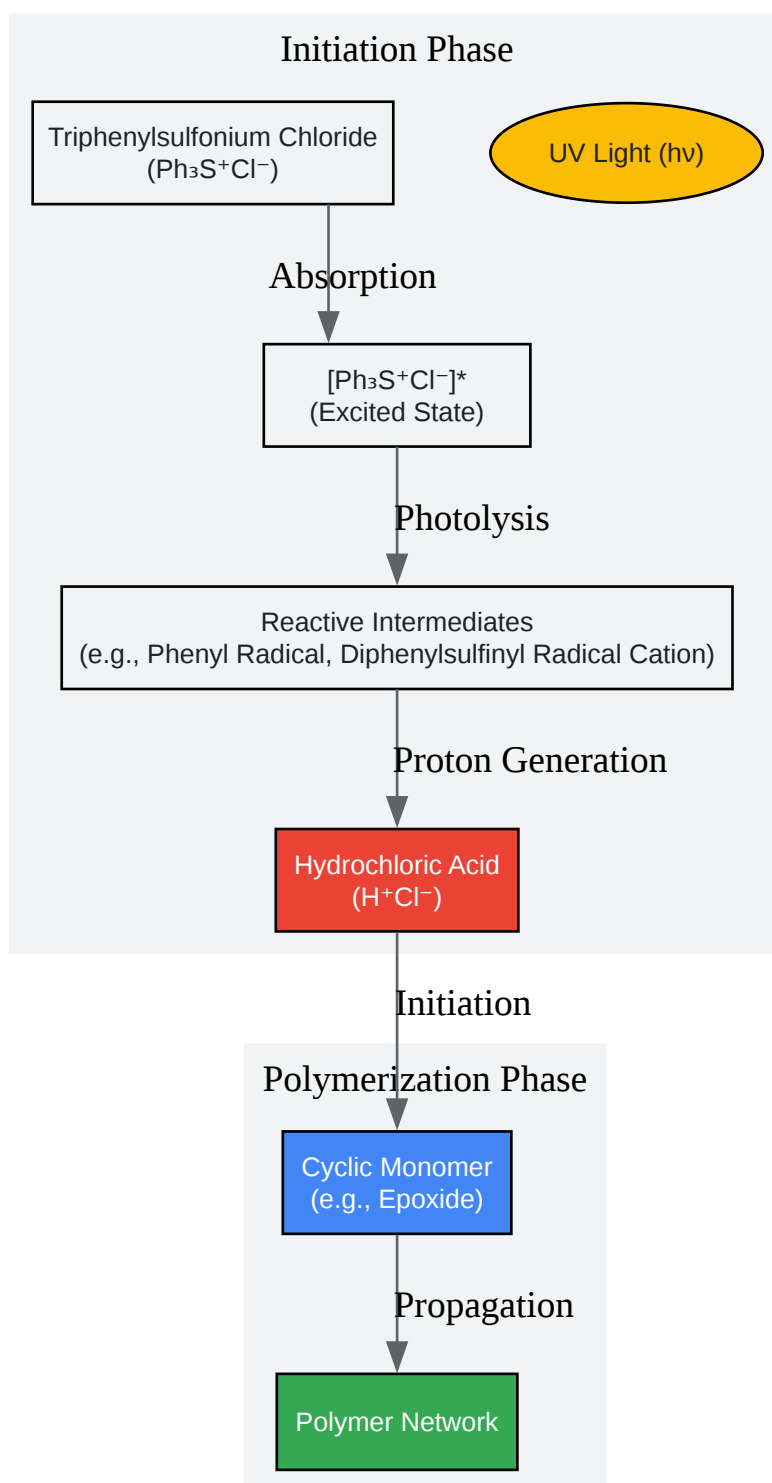 Initiation Phase
Triphenylsulfonium Chloride
(Ph₃S⁺Cl⁻)
UV Light (hν)
Absorption
[Ph₃S⁺Cl⁻]*
(Excited State)
Photolysis
Reactive Intermediates
(e.g., Phenyl Radical, Diphenylsulfinyl Radical Cation)
Proton Generation
Hydrochloric Acid
(H⁺Cl⁻)
Initiation
Polymerization Phase
Cyclic Monomer
(e.g., Epoxide)
Propagation
Polymer Network